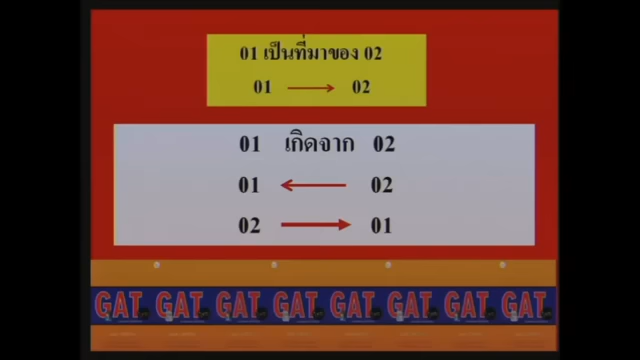 01 เป็นที่มาของ 02
01 → 02
01 เกิดจาก 02
01 ← 02
02 → 01
GAT GAT GAT GAT GAT GAT GAT GAT